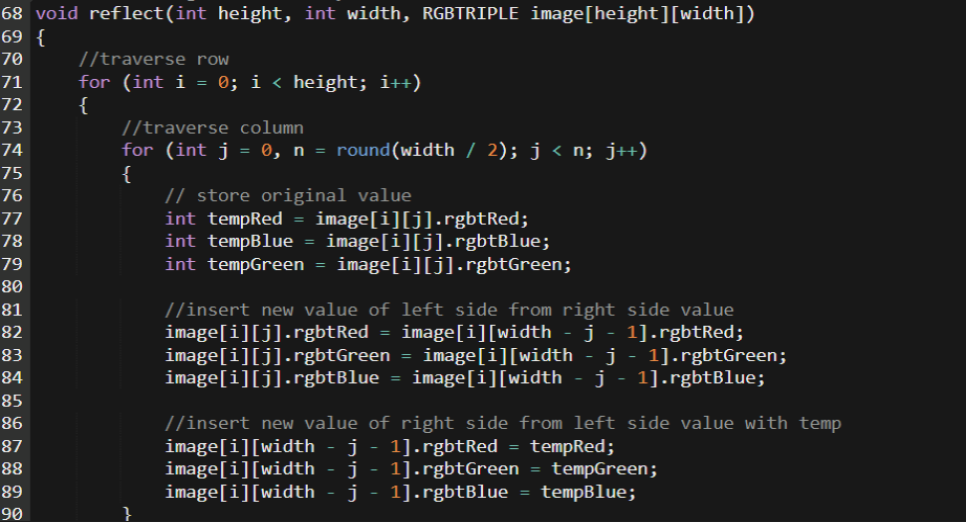 68 void reflect(int height, int width, RGBTRIPLE image[height][width])
69 {
70     //traverse row
71     for (int i = 0; i < height; i++)
72     {
73         //traverse column
74         for (int j = 0, n = round(width / 2); j < n; j++)
75         {
76             // store original value
77             int tempRed = image[i][j].rgbtRed;
78             int tempBlue = image[i][j].rgbtBlue;
79             int tempGreen = image[i][j].rgbtGreen;
80
81             //insert new value of left side from right side value
82             image[i][j].rgbtRed = image[i][width - j - 1].rgbtRed;
83             image[i][j].rgbtGreen = image[i][width - j - 1].rgbtGreen;
84             image[i][j].rgbtBlue = image[i][width - j - 1].rgbtBlue;
85
86             //insert new value of right side from left side value with temp
87             image[i][width - j - 1].rgbtRed = tempRed;
88             image[i][width - j - 1].rgbtGreen = tempGreen;
89             image[i][width - j - 1].rgbtBlue = tempBlue;
90         }